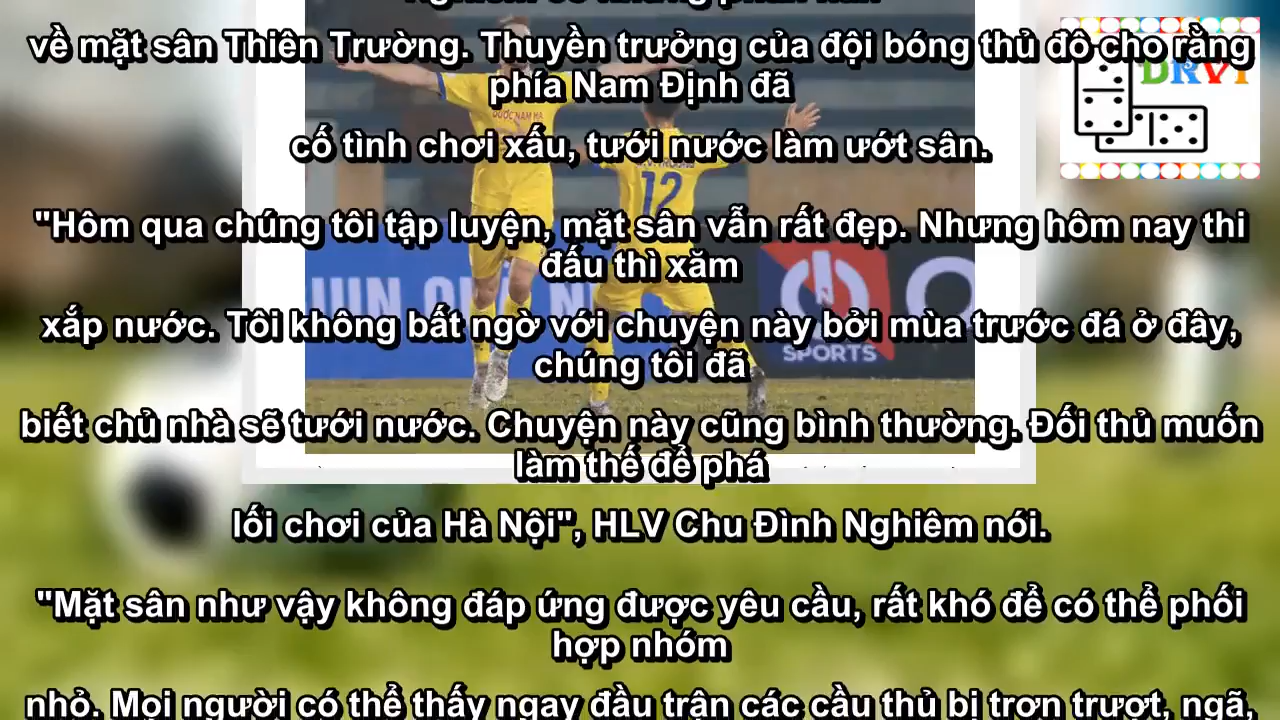 về mặt sân Thiên Trường. Thuyền trưởng của đội bóng thủ đô cho rằng
phía Nam Định đã
cố tình chơi xấu, tưới nước làm ướt sân.
"Hôm qua chúng tôi tập luyện, mặt sân vẫn rất đẹp. Nhưng hôm nay thi
đấu thì xăm
xắp nước. Tôi không bất ngờ với chuyện này bởi mùa trước đá ở đây,
chúng tôi đã
biết chủ nhà sẽ tưới nước. Chuyện này cũng bình thường. Đối thủ muốn
làm thế để phá
lối chơi của Hà Nội", HLV Chu Đình Nghiêm nói.
"Mặt sân như vậy không đáp ứng được yêu cầu, rất khó để có thể phối
hợp nhóm
nhỏ. Mọi người có thể thấy ngay đầu trận các cầu thủ bị trơn trượt, ngã,
DRVT
DƯỢC NAM HÀ
12
SPORTS